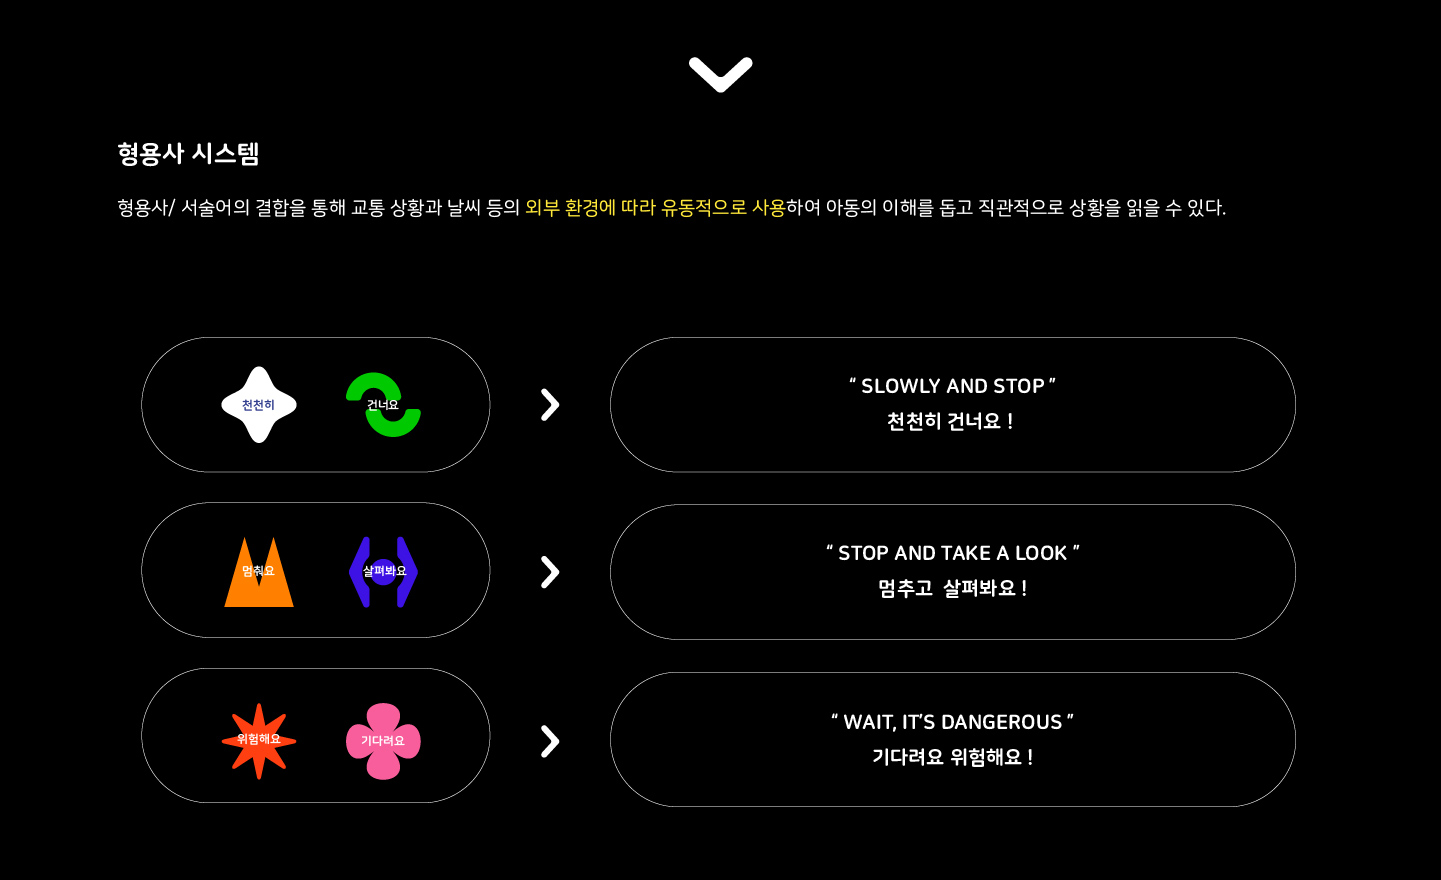 형용사 시스템
형용사/ 서술어의 결합을 통해 교통 상황과 날씨 등의 외부 환경에 따라 유동적으로 사용하여 아동의 이해를 돕고 직관적으로 상황을 읽을 수 있다.
천천히 건너요
“ SLOWLY AND STOP ”
천천히 건너요 !
멈춰요 살펴봐요
“ STOP AND TAKE A LOOK ”
멈추고 살펴봐요 !
위험해요 기다려요
“ WAIT, IT’S DANGEROUS ”
기다려요 위험해요 !